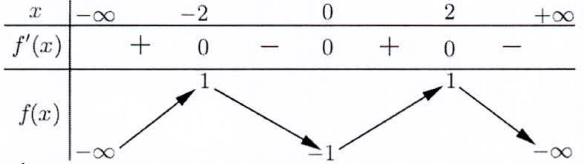 x −∞ −2 0 2 +∞
f′(x) + 0 − 0 + 0 −
1 1
f(x)
−∞ −1 −∞